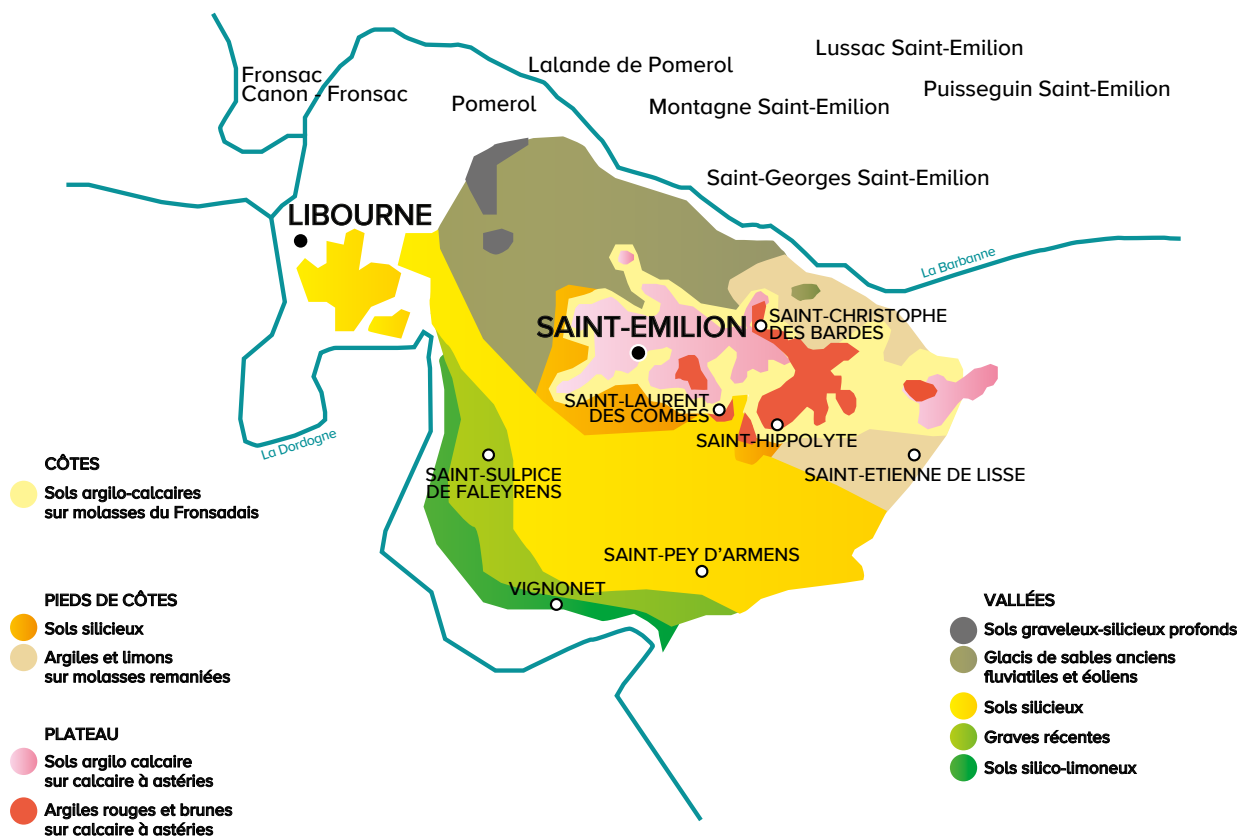 Lussac Saint-Emilion
Lalande de Pomerol
Fronsac
Canon - Fronsac
Puisseguin Saint-Emilion
Pomerol
Montagne Saint-Emilion
Saint-Georges Saint-Emilion
LIBOURNE
La Barbanne
SAINT-EMILION
SAINT-CHRISTOPHE
DES BARDES
SAINT-LAURENT
DES COMBES
SAINT-HIPPOLYTE
La Dordogne
SAINT-SULPICE
DE FALEYRENS
SAINT-ETIENNE DE LISSE
SAINT-PEY D'ARMENS
VIGNONET
CÔTES
Sols argilo-calcaires
sur molasses du Fronsadais
PIEDS DE CÔTES
Sols silicieux
Argiles et limons
sur molasses remaniées
PLATEAU
Sols argilo calcaire
sur calcaire à astéries
Argiles rouges et brunes
sur calcaire à astéries
VALLÉES
Sols graveleux-silicieux profonds
Glacis de sables anciens
fluviatiles et éoliens
Sols silicieux
Graves récentes
Sols silico-limoneux